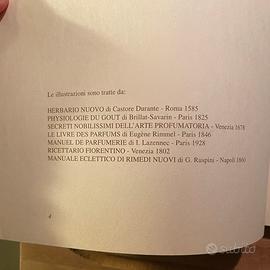 Le illustrazioni sono tratte da:
HERBARIO NUOVO di Castore Durante - Roma 1585
PHYSIOLOGIE DU GOUT di Brillat-Savarin - Paris 1825
SECRETI NOBILISSIMI DELL'ARTE PROFUMATORIA - Venezia 1678
LE LIVRE DES PARFUMS di Eugène Rimmel - Paris 1846
MANUEL DE PARFUMERIE di I. Lazennec - Paris 1928
RICETTARIO FIORENTINO - Venezia 1802
MANUALE ECLETTICO DI RIMEDI NUOVI di G. Ruspini - Napoli 1860
4
subito